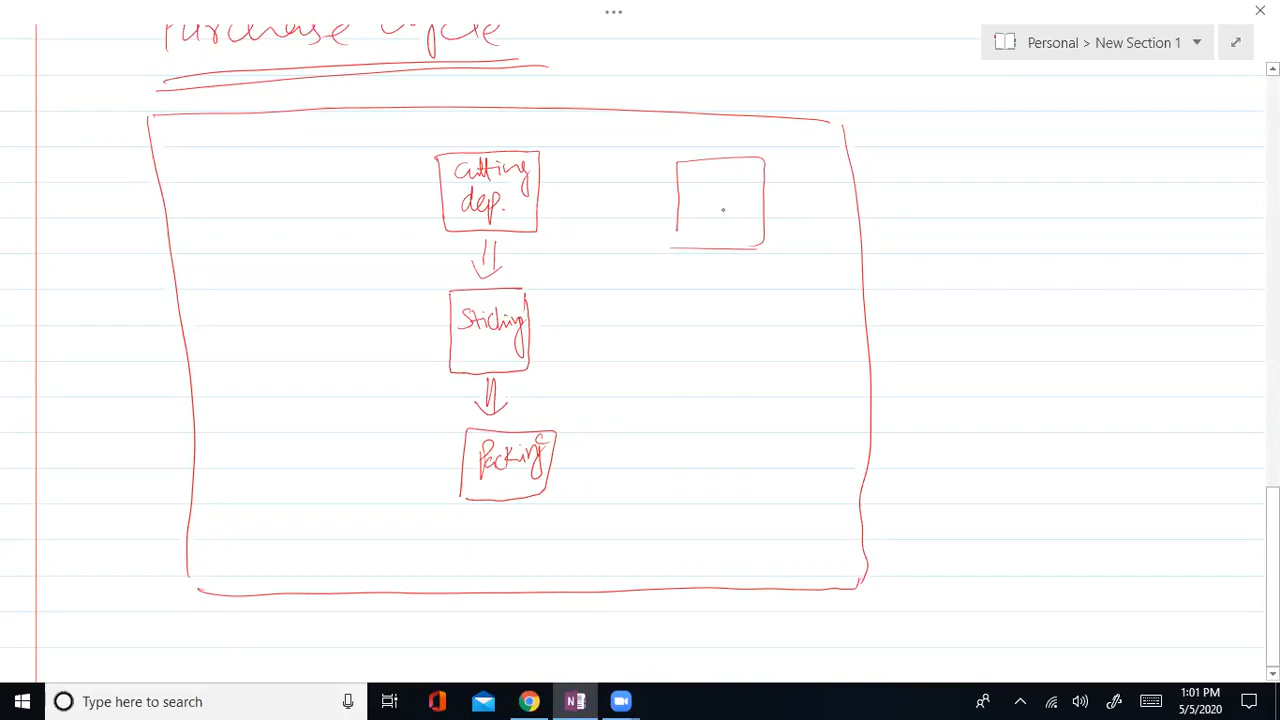 Purchase Cycle
Personal > New Section 1
Cutting
dep.
Stiching
Packing
Type here to search
1:01 PM
5/5/2020